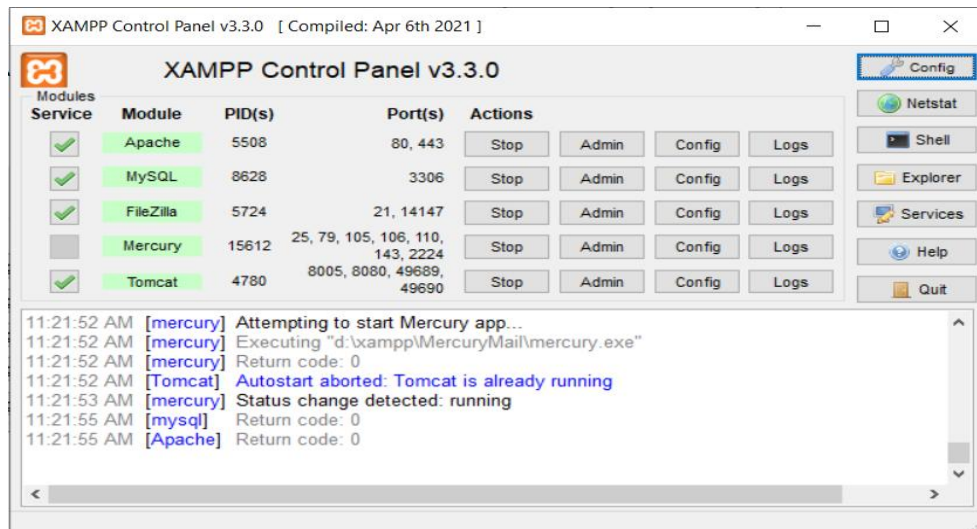 XAMPP Control Panel v3.3.0 [ Compiled: Apr 6th 2021 ]
XAMPP Control Panel v3.3.0
Config
Modules
Service Module PID(s) Port(s) Actions
Netstat
Apache 5508 80, 443 Stop Admin Config Logs
Shell
MySQL 8628 3306 Stop Admin Config Logs
Explorer
FileZilla 5724 21, 14147 Stop Admin Config Logs
Services
Mercury 15612 25, 79, 105, 106, 110, 143, 2224 Stop Admin Config Logs
Help
Tomcat 4780 8005, 8080, 49689, 49690 Stop Admin Config Logs
Quit
11:21:52 AM [mercury] Attempting to start Mercury app...
11:21:52 AM [mercury] Executing "d:\xampp\MercuryMail\mercury.exe"
11:21:52 AM [mercury] Return code: 0
11:21:52 AM [Tomcat] Autostart aborted: Tomcat is already running
11:21:53 AM [mercury] Status change detected: running
11:21:55 AM [mysql] Return code: 0
11:21:55 AM [Apache] Return code: 0